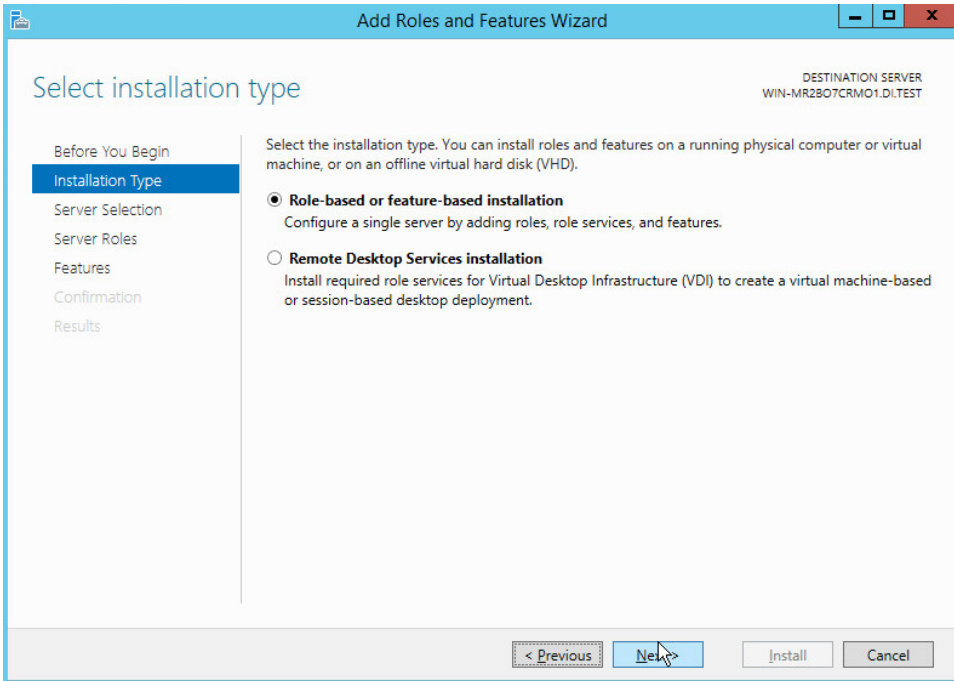 Add Roles and Features Wizard
Select installation type
DESTINATION SERVER
WIN-MR2BO7CRMO1.DI.TEST
Before You Begin
Installation Type
Server Selection
Server Roles
Features
Confirmation
Results
Select the installation type. You can install roles and features on a running physical computer or virtual
machine, or on an offline virtual hard disk (VHD).
Role-based or feature-based installation
Configure a single server by adding roles, role services, and features.
Remote Desktop Services installation
Install required role services for Virtual Desktop Infrastructure (VDI) to create a virtual machine-based
or session-based desktop deployment.
< Previous
Next >
Install
Cancel